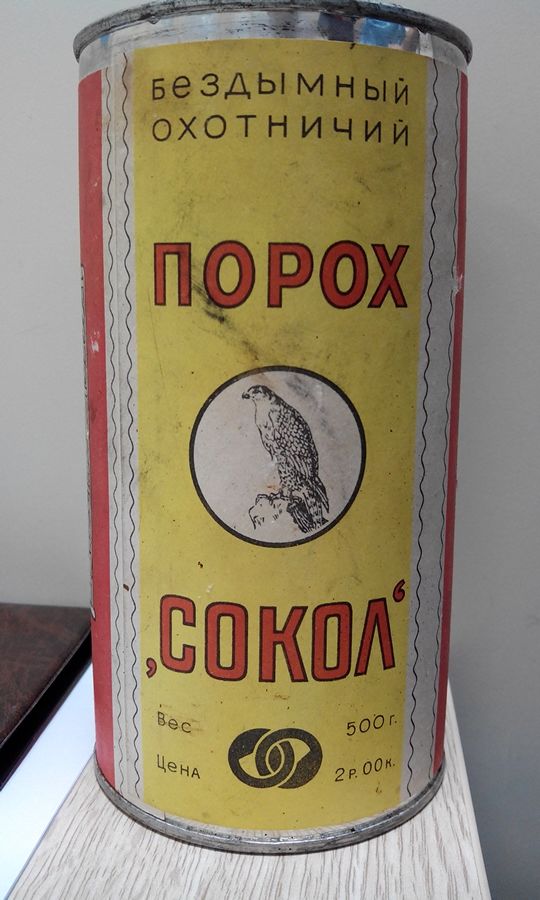 бездымный
охотничий
ПОРОХ
‚СОКОЛ‘
Вес 500г.
Цена 2р.00к.